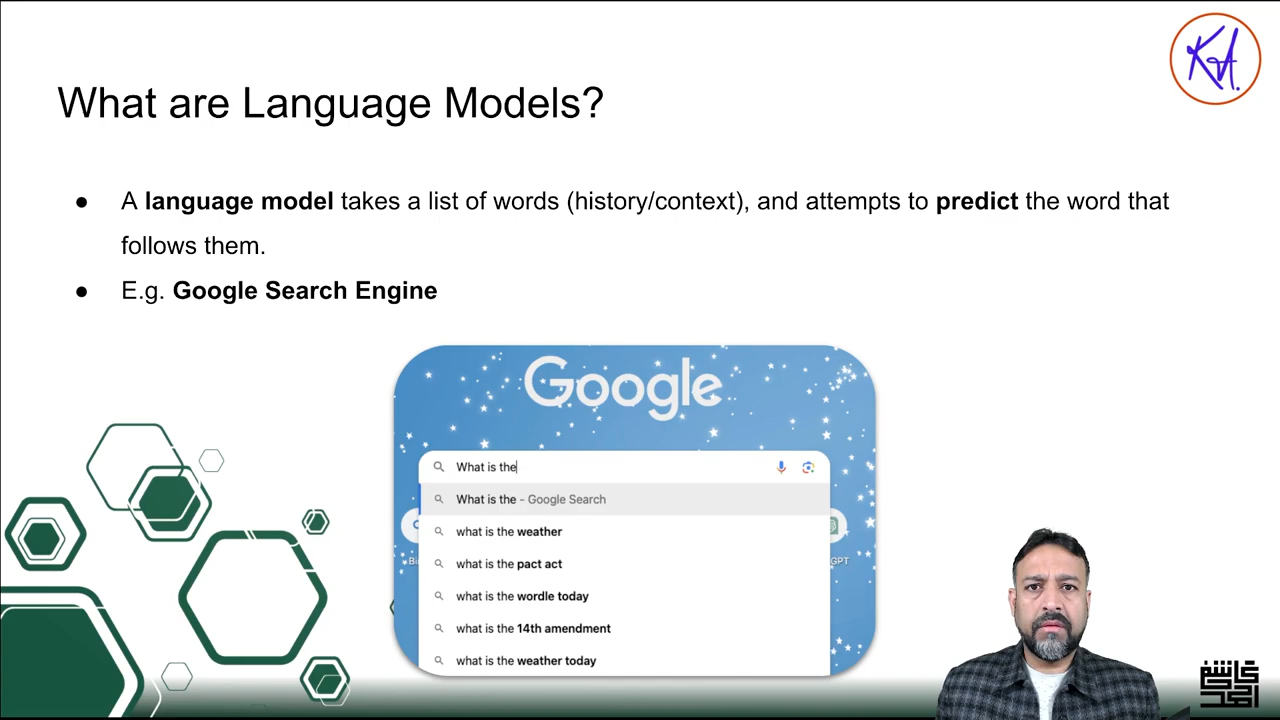 What are Language Models?
● A language model takes a list of words (history/context), and attempts to predict the word that
follows them.
● E.g. Google Search Engine
Google
What is the
What is the - Google Search
what is the weather
what is the pact act
what is the wordle today
what is the 14th amendment
what is the weather today
Bi
GPT
KA.